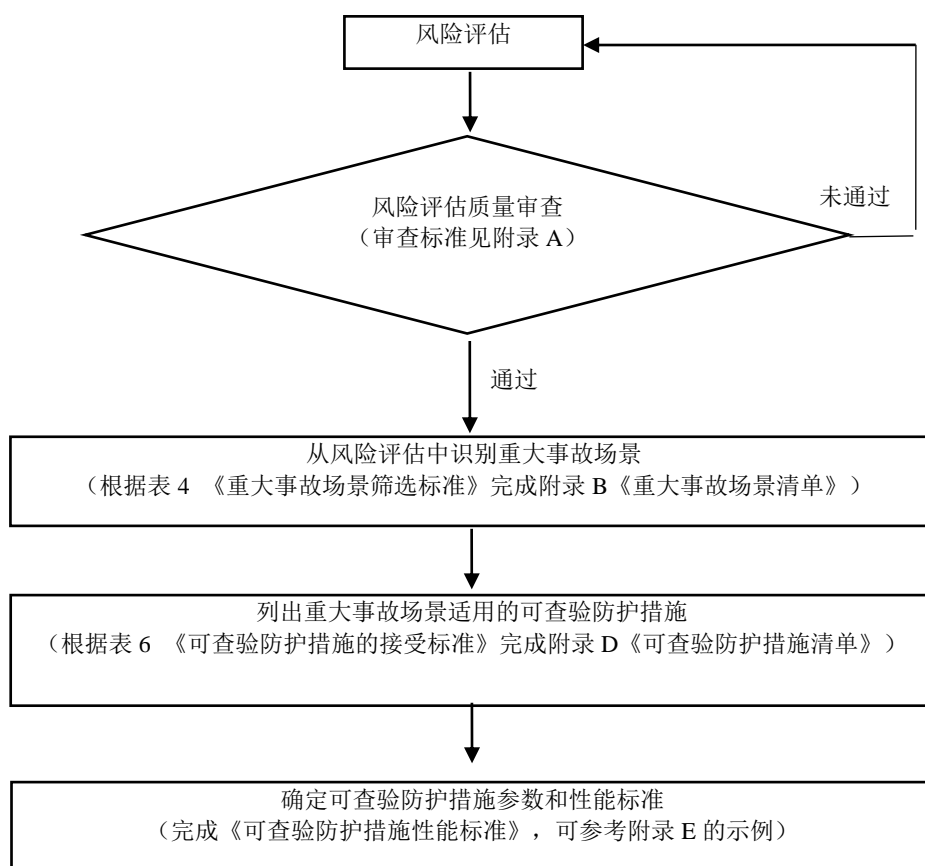 风险评估
风险评估质量审查
（审查标准见附录 A）
未通过
通过
从风险评估中识别重大事故场景
（根据表 4 《重大事故场景筛选标准》完成附录 B《重大事故场景清单》）
列出重大事故场景适用的可查验防护措施
（根据表 6 《可查验防护措施的接受标准》完成附录 D《可查验防护措施清单》）
确定可查验防护措施参数和性能标准
（完成《可查验防护措施性能标准》，可参考附录 E 的示例）